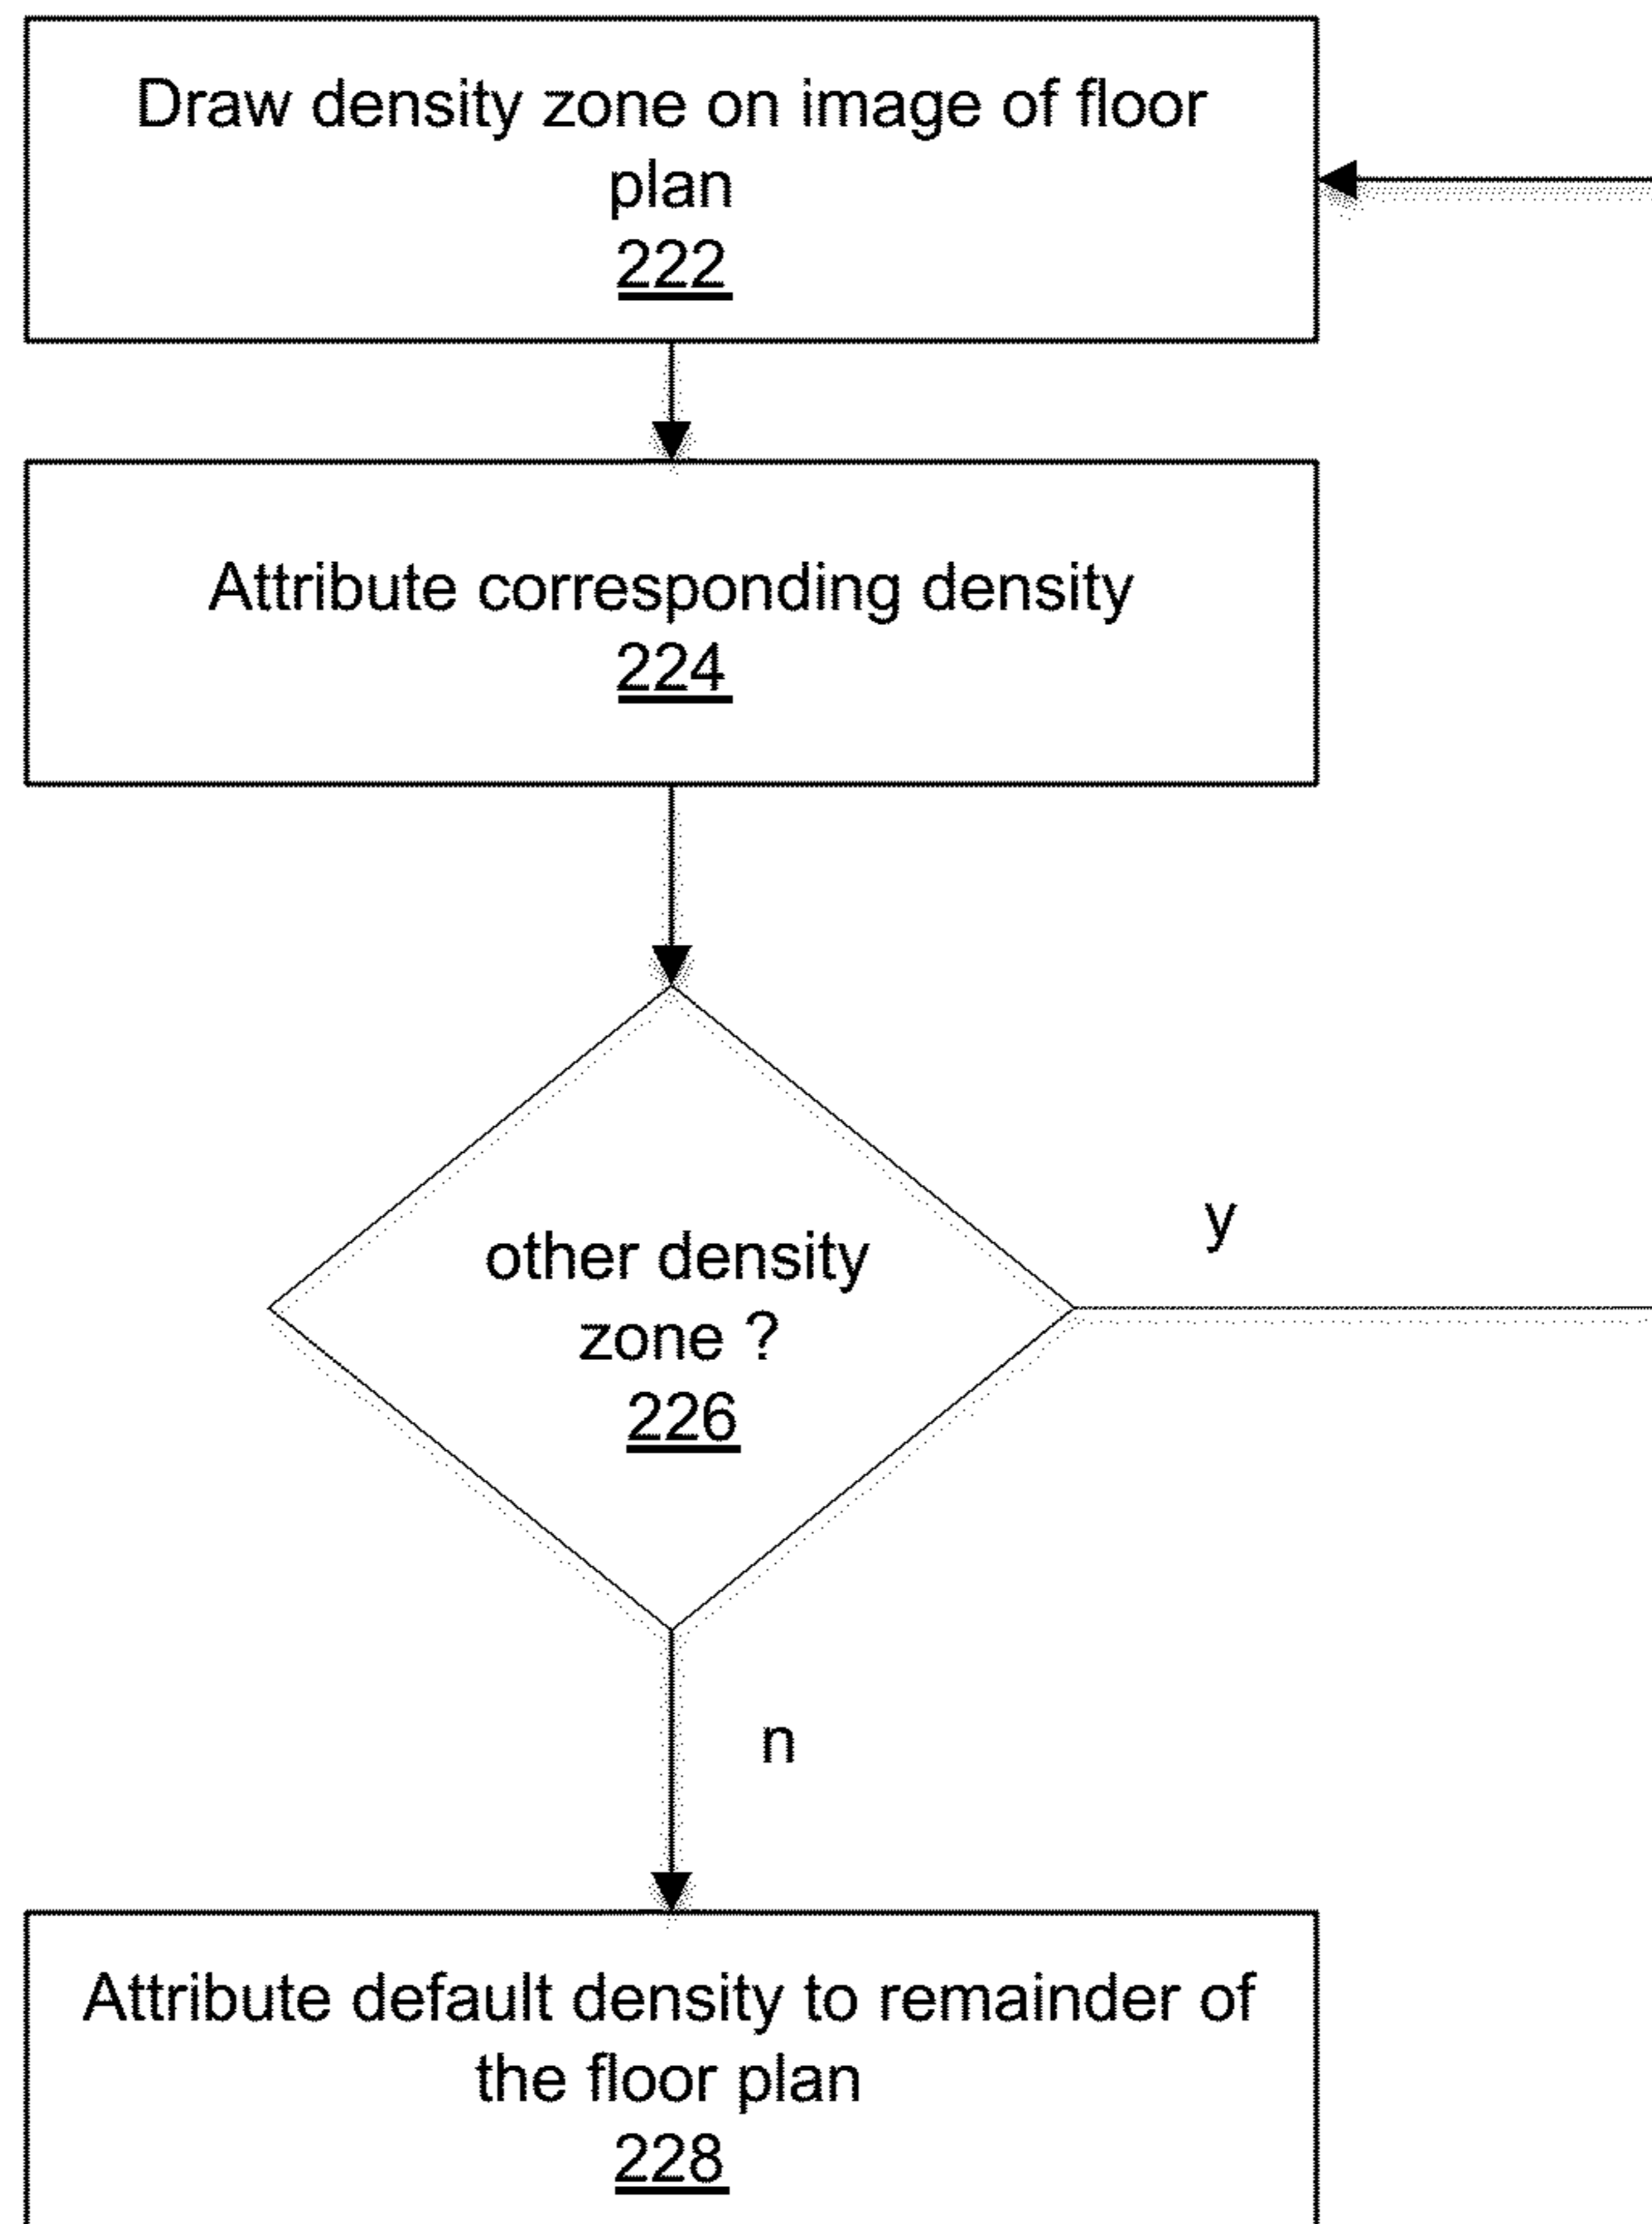 Draw density zone on image of floor
plan
222
Attribute corresponding density
224
other density
zone ?
226
y
n
Attribute default density to remainder of
the floor plan
228